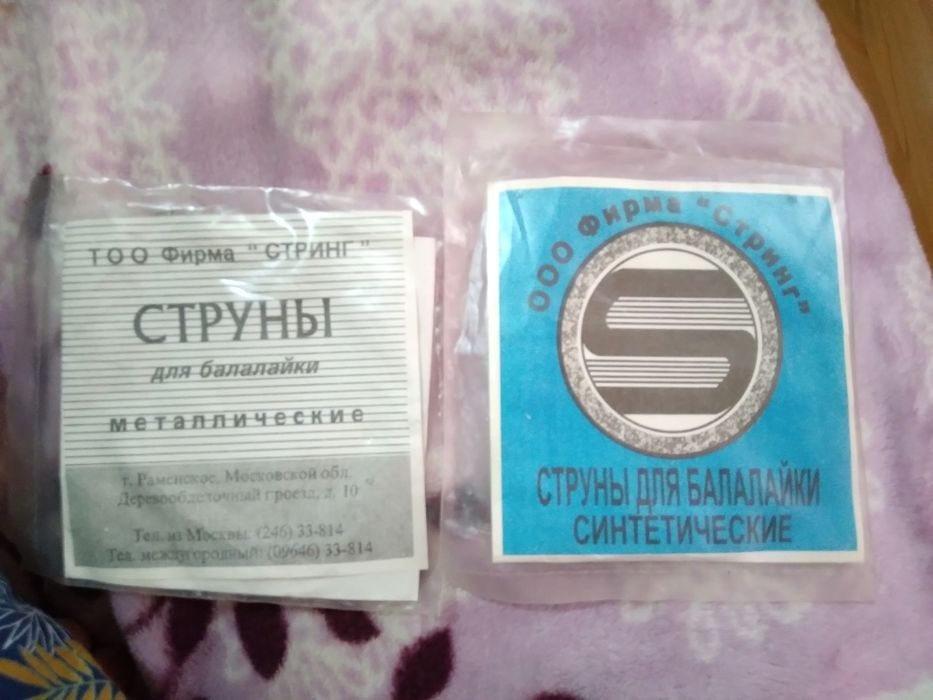 ТОО Фирма "СТРИНГ"
СТРУНЫ
для балалайки
металлические
г. Раменское, Московской обл.
Деревообделочный проезд, д. 10
Тел. из Москвы: (246) 33-814
Тел. междугородный: (09646) 33-814
ООО Фирма "Стринг"
S
СТРУНЫ ДЛЯ БАЛАЛАЙКИ
СИНТЕТИЧЕСКИЕ